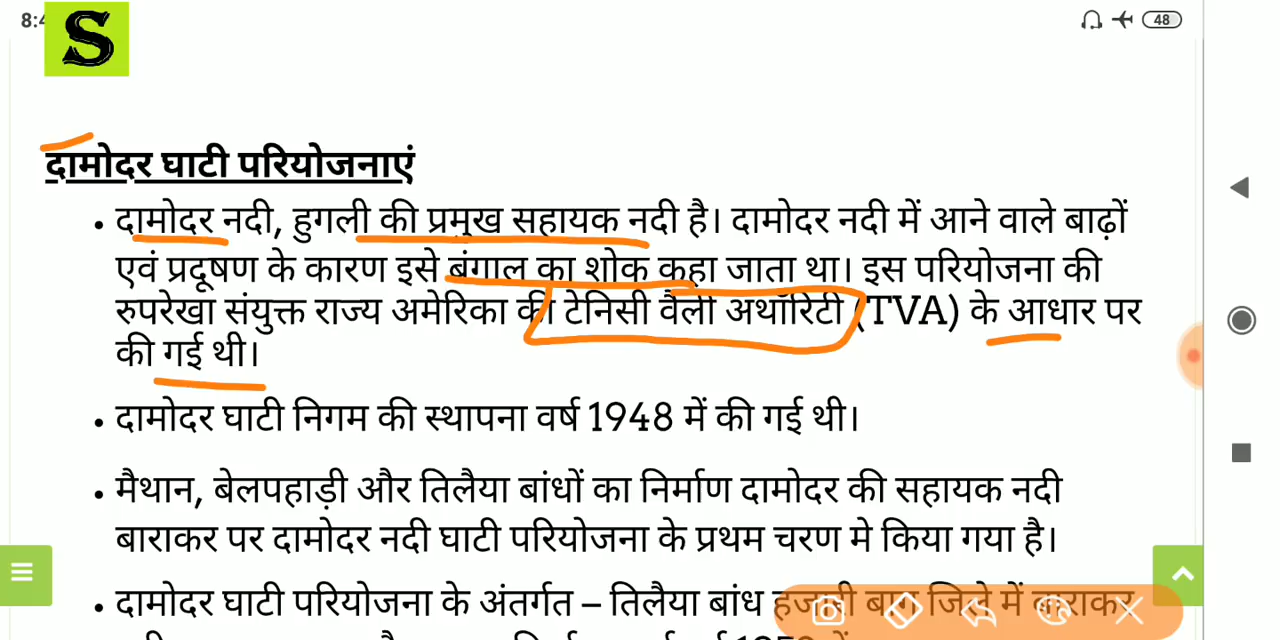 8:4
S
48
दामोदर घाटी परियोजनाएं
• दामोदर नदी, हुगली की प्रमुख सहायक नदी है। दामोदर नदी में आने वाले बाढ़ों
एवं प्रदूषण के कारण इसे बंगाल का शोक कहा जाता था। इस परियोजना की
रुपरेखा संयुक्त राज्य अमेरिका की टेनिसी वैली अथॉरिटी (TVA) के आधार पर
की गई थी।
• दामोदर घाटी निगम की स्थापना वर्ष 1948 में की गई थी।
• मैथान, बेलपहाड़ी और तिलैया बांधों का निर्माण दामोदर की सहायक नदी
बाराकर पर दामोदर नदी घाटी परियोजना के प्रथम चरण मे किया गया है।
• दामोदर घाटी परियोजना के अंतर्गत – तिलैया बांध हजारी बाग जिले में बाराकर